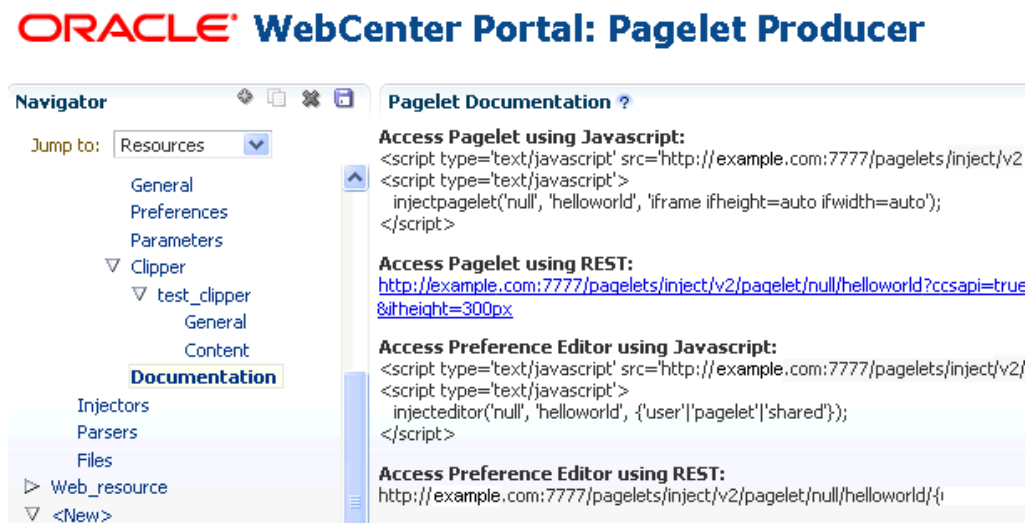 ORACLE WebCenter Portal: Pagelet Producer
Navigator
Jump to: Resources
General
Preferences
Parameters
Clipper
test_clipper
General
Content
Documentation
Injectors
Parsers
Files
Web_resource
<New>
Pagelet Documentation ?
Access Pagelet using Javascript:
<script type='text/javascript' src='http://example.com:7777/pagelets/inject/v2
<script type='text/javascript'>
injectpagelet('null', 'helloworld', 'iframe ifheight=auto ifwidth=auto');
</script>
Access Pagelet using REST:
http://example.com:7777/pagelets/inject/v2/pagelet/null/helloworld?ccsapi=true
&ifheight=300px
Access Preference Editor using Javascript:
<script type='text/javascript' src='http://example.com:7777/pagelets/inject/v2/
<script type='text/javascript'>
injecteditor('null', 'helloworld', {'user'|'pagelet'|'shared'});
</script>
Access Preference Editor using REST:
http://example.com:7777/pagelets/inject/v2/pagelet/null/helloworld/{